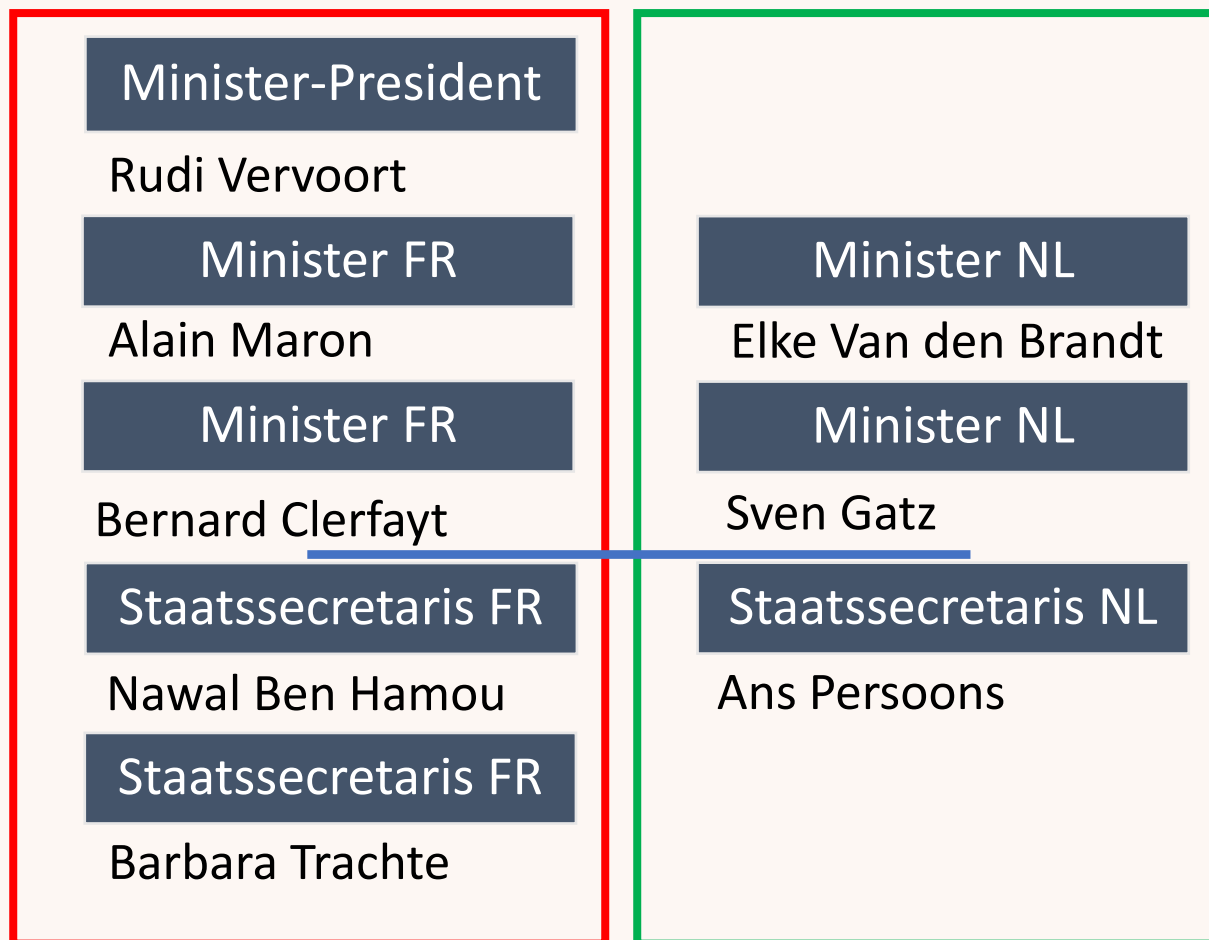 Minister-President
Rudi Vervoort
Minister FR
Alain Maron
Minister FR
Bernard Clerfayt
Staatssecretaris FR
Nawal Ben Hamou
Staatssecretaris FR
Barbara Trachte
Minister NL
Elke Van den Brandt
Minister NL
Sven Gatz
Staatssecretaris NL
Ans Persoons